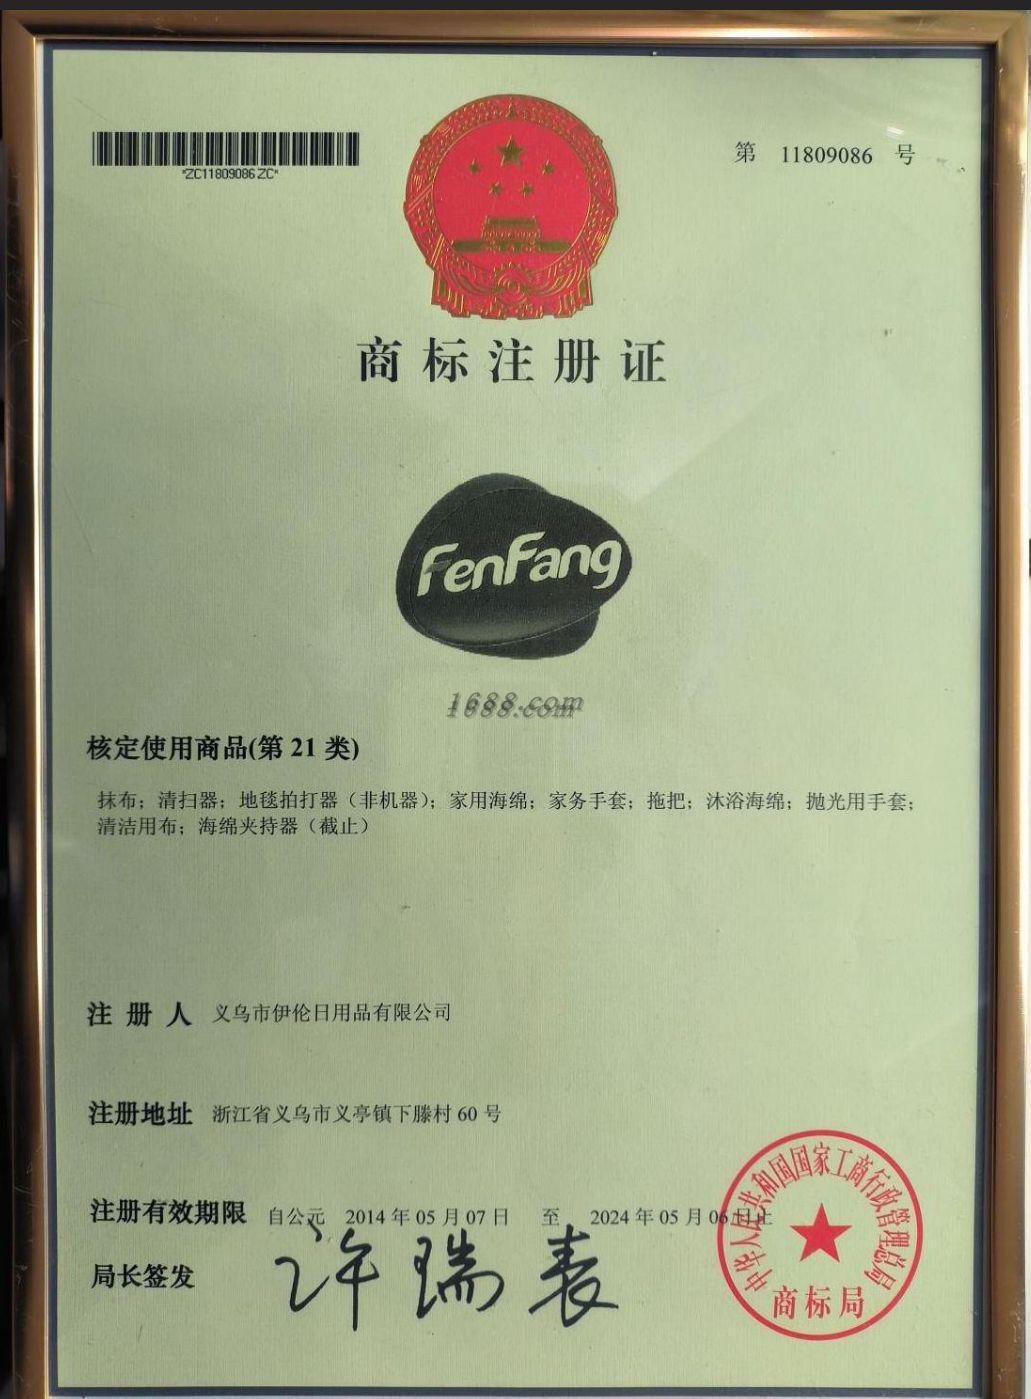 *ZC11809086ZC*
第 11809086 号
商标注册证
FenFang
1688.com
核定使用商品(第 21 类)
抹布；清扫器；地毯拍打器（非机器）；家用海绵；家务手套；拖把；沐浴海绵；抛光用手套；
清洁用布；海绵夹持器（截止）
注册人 义乌市伊伦日用品有限公司
注册地址 浙江省义乌市义亭镇下滕村 60 号
注册有效期限 自公元 2014 年 05 月 07 日 至 2024 年 05 月 06 日止
局长签发 许瑞表
中华人民共和国国家工商行政管理总局
商标局